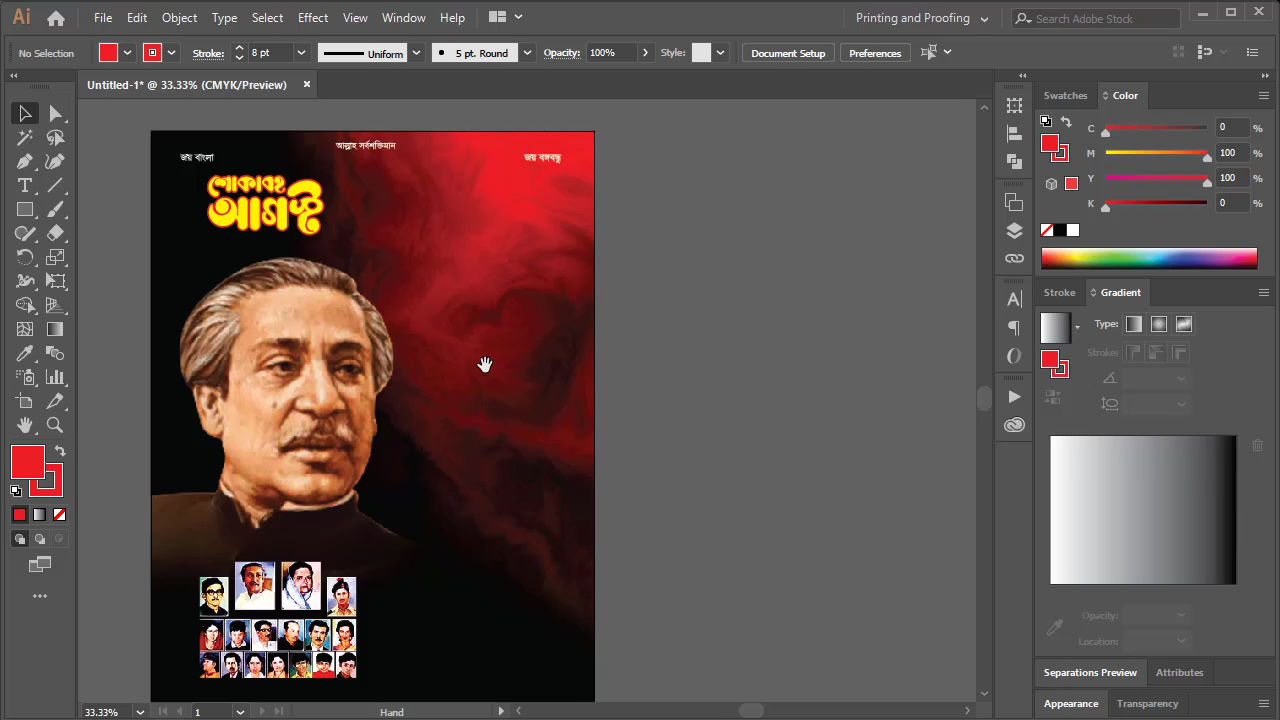 Ai File Edit Object Type Select Effect View Window Help Printing and Proofing Search Adobe Stock
No Selection Stroke: 8 pt Uniform 5 pt. Round Opacity: 100% Style: Document Setup Preferences
Untitled-1* @ 33.33% (CMYK/Preview)
আল্লাহ সর্বশক্তিমান
জয় বাংলা
জয় বঙ্গবন্ধু
শোকাবহ
আগস্ট
Swatches Color
C 0 %
M 100 %
Y 100 %
K 0 %
Stroke Gradient
Type:
Stroke:
Opacity:
Location:
Separations Preview Attributes
Appearance Transparency
33.33% 1 Hand